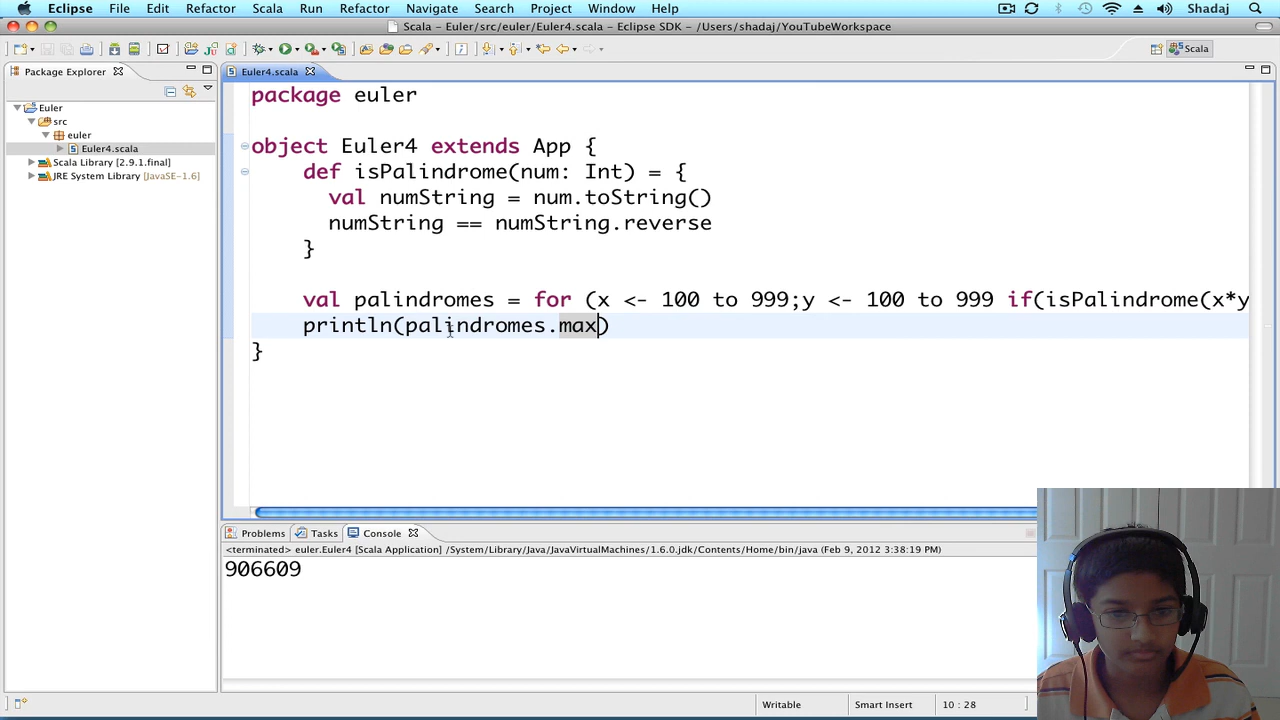 Eclipse File Edit Refactor Scala Run Refactor Navigate Search Project Run Window Help Shadaj
Scala – Euler/src/euler/Euler4.scala – Eclipse SDK – /Users/shadaj/YouTubeWorkspace
Scala
Package Explorer
Euler4.scala
Euler
src
euler
Euler4.scala
Scala Library [2.9.1.final]
JRE System Library [JavaSE-1.6]
package euler
object Euler4 extends App {
def isPalindrome(num: Int) = {
val numString = num.toString()
numString == numString.reverse
}
val palindromes = for (x <- 100 to 999;y <- 100 to 999 if(isPalindrome(x*y
println(palindromes.max)
}
Problems Tasks Console
<terminated> euler.Euler4 [Scala Application] /System/Library/Java/JavaVirtualMachines/1.6.0.jdk/Contents/Home/bin/java (Feb 9, 2012 3:38:19 PM)
906609
Writable Smart Insert 10 : 28